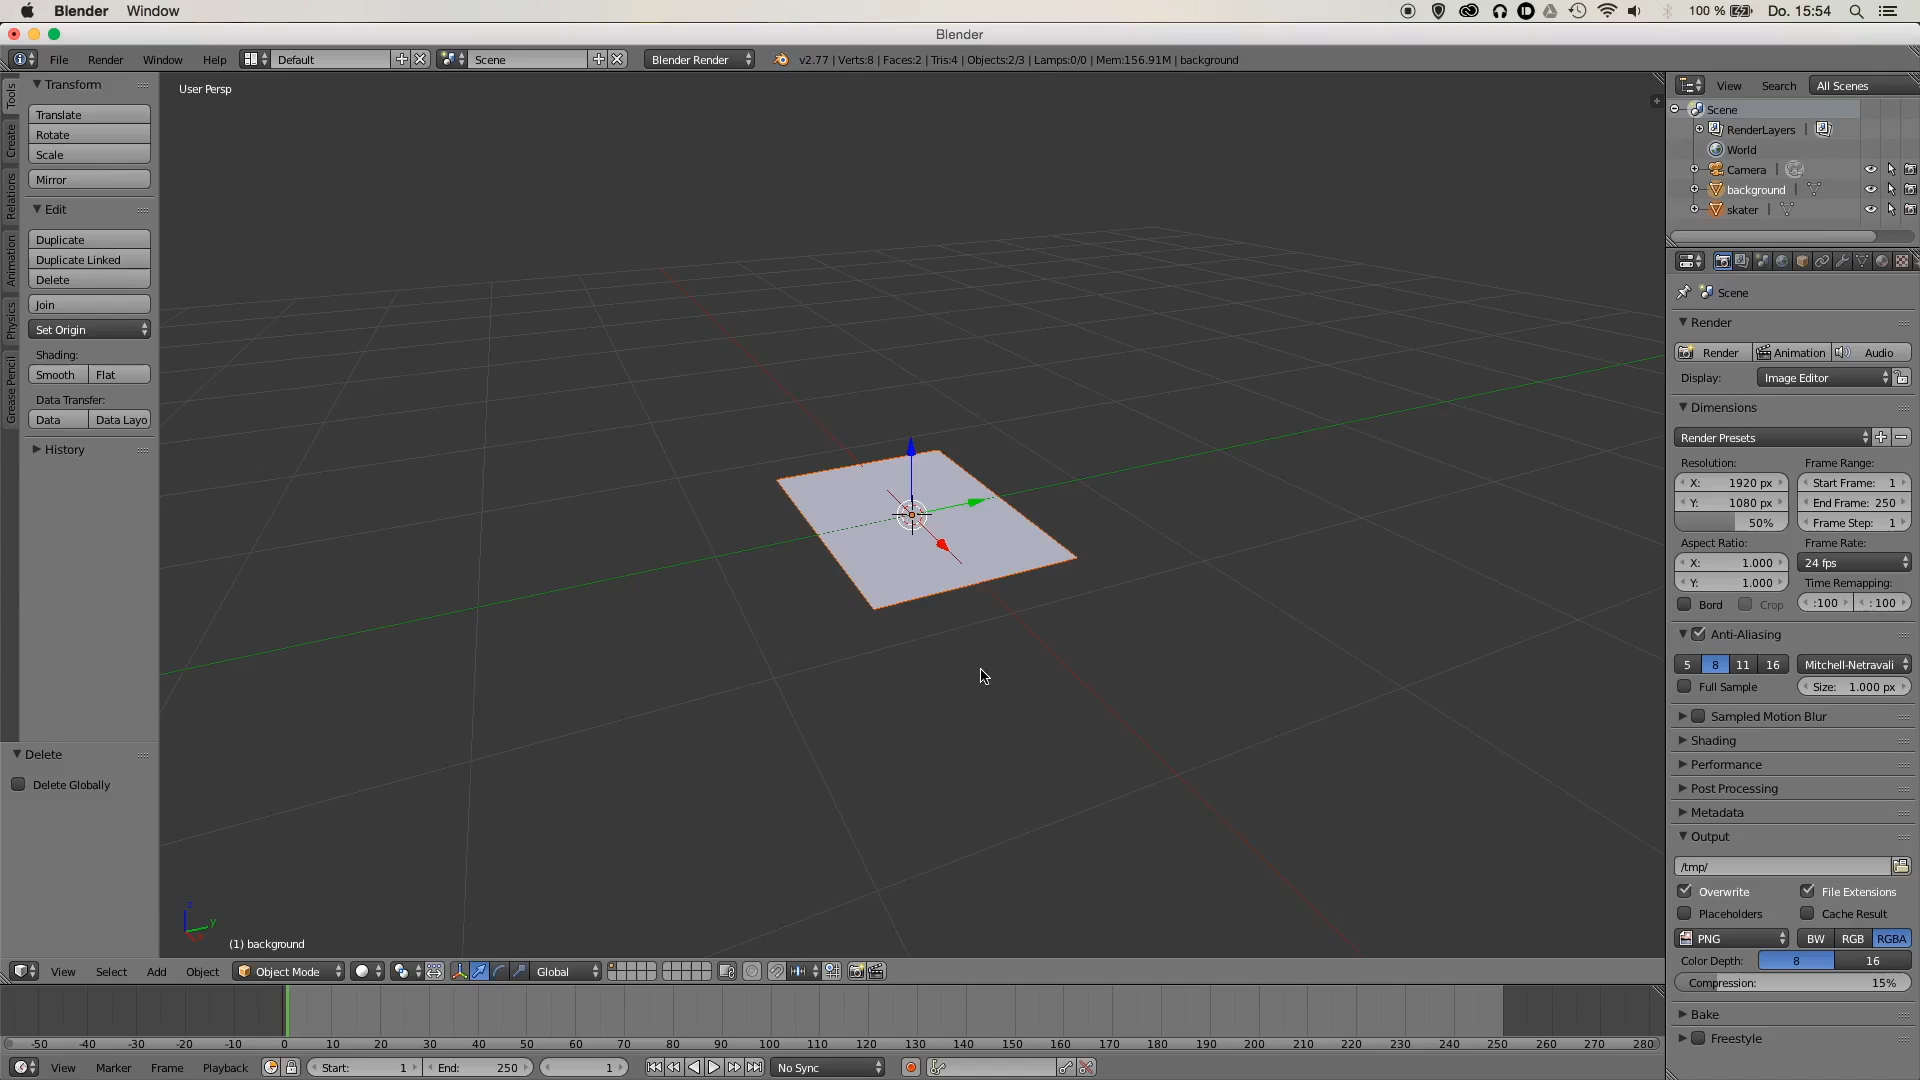 Blender Window 100 % Do. 15:54
Blender
File Render Window Help Default Scene Blender Render v2.77 | Verts:8 | Faces:2 | Tris:4 | Objects:2/3 | Lamps:0/0 | Mem:156.91M | background
Tools
Create
Relations
Animation
Physics
Grease Pencil
Transform
Translate
Rotate
Scale
Mirror
Edit
Duplicate
Duplicate Linked
Delete
Join
Set Origin
Shading:
Smooth Flat
Data Transfer:
Data Data Layo
History
Delete
Delete Globally
User Persp
z
y
(1) background
View Search All Scenes
Scene
RenderLayers
World
Camera
background
skater
Scene
Render
Render Animation Audio
Display: Image Editor
Dimensions
Render Presets
Resolution: Frame Range:
X: 1920 px Start Frame: 1
Y: 1080 px End Frame: 250
50% Frame Step: 1
Aspect Ratio: Frame Rate:
X: 1.000 24 fps
Y: 1.000 Time Remapping:
Bord Crop :100 : 100
Anti-Aliasing
5 8 11 16 Mitchell-Netravali
Full Sample Size: 1.000 px
Sampled Motion Blur
Shading
Performance
Post Processing
Metadata
Output
/tmp/
Overwrite File Extensions
Placeholders Cache Result
PNG BW RGB RGBA
Color Depth: 8 16
Compression: 15%
Bake
Freestyle
View Select Add Object Object Mode Global
-50 -40 -30 -20 -10 0 10 20 30 40 50 60 70 80 90 100 110 120 130 140 150 160 170 180 190 200 210 220 230 240 250 260 270 280
View Marker Frame Playback Start: 1 End: 250 1 No Sync